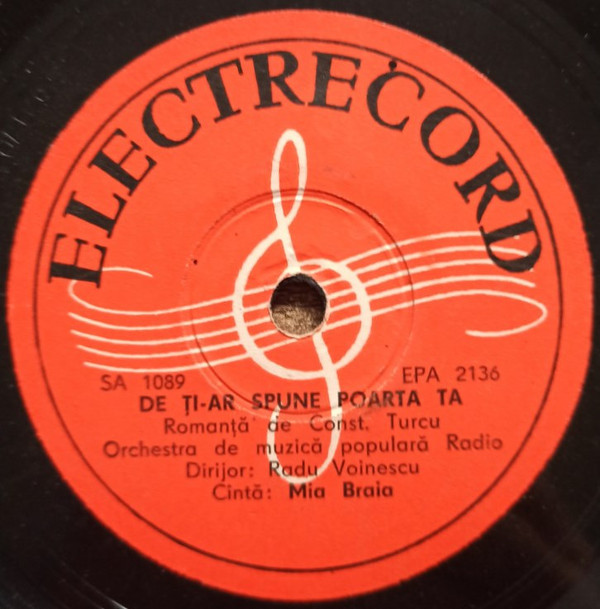 ELECTRECORD
SA 1089 EPA 2136
DE ȚI-AR SPUNE POARTA TA
Romanță de Const. Turcu
Orchestra de muzică populară Radio
Dirijor: Radu Voinescu
Cintă: Mia Braia